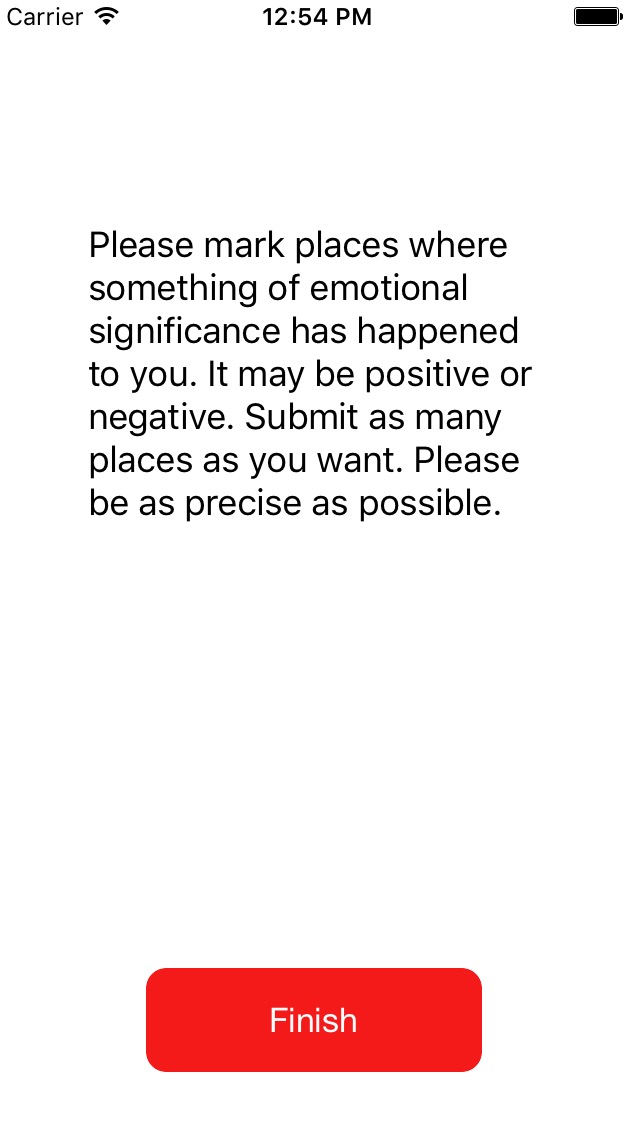 Carrier 12:54 PM
Please mark places where
something of emotional
significance has happened
to you. It may be positive or
negative. Submit as many
places as you want. Please
be as precise as possible.
Finish